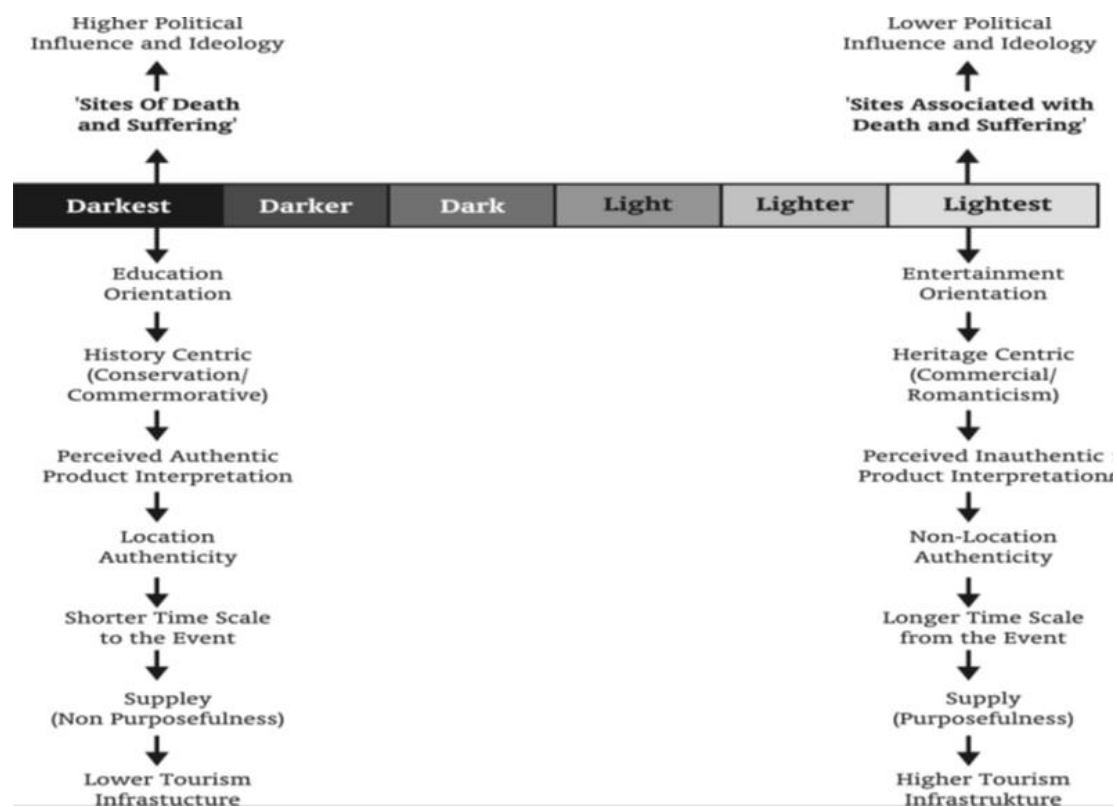 Higher Political
Influence and Ideology
Lower Political
Influence and Ideology
'Sites Of Death
and Suffering'
'Sites Associated with
Death and Suffering'
Darkest
Darker
Dark
Light
Lighter
Lightest
Education
Orientation
Entertainment
Orientation
History Centric
(Conservation/
Commermorative)
Heritage Centric
(Commercial/
Romanticism)
Perceived Authentic
Product Interpretation
Perceived Inauthentic
Product Interpretation
Location
Authenticity
Non-Location
Authenticity
Shorter Time Scale
to the Event
Longer Time Scale
from the Event
Suppley
(Non Purposefulness)
Supply
(Purposefulness)
Lower Tourism
Infrastucture
Higher Tourism
Infrastrukture